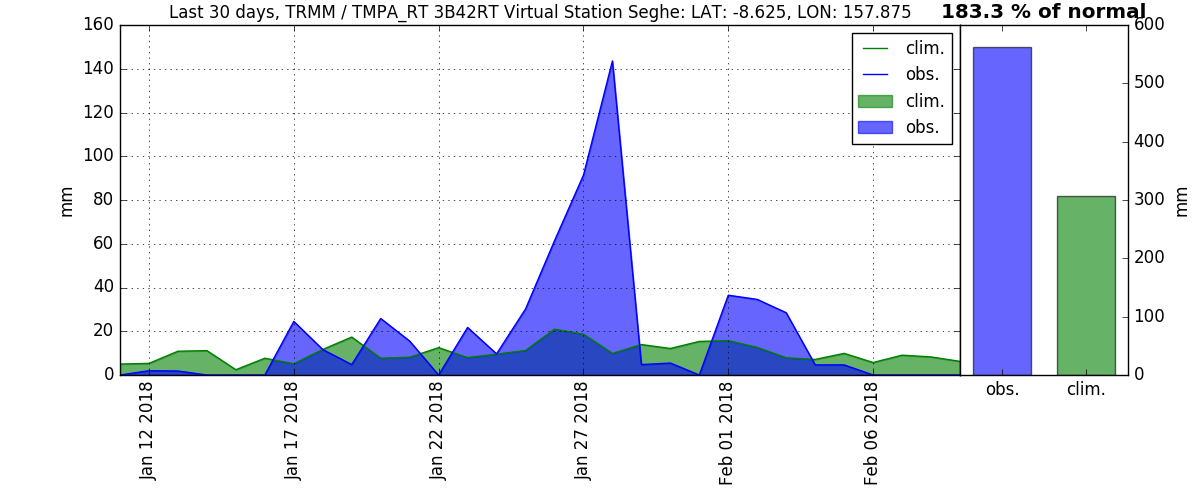 Last 30 days, TRMM / TMPA_RT 3B42RT Virtual Station Seghe: LAT: -8.625, LON: 157.875
183.3 % of normal
160
140
120
100
80
60
40
20
0
mm
clim.
obs.
clim.
obs.
Jan 12 2018
Jan 17 2018
Jan 22 2018
Jan 27 2018
Feb 01 2018
Feb 06 2018
600
500
400
300
200
100
0
mm
obs.
clim.